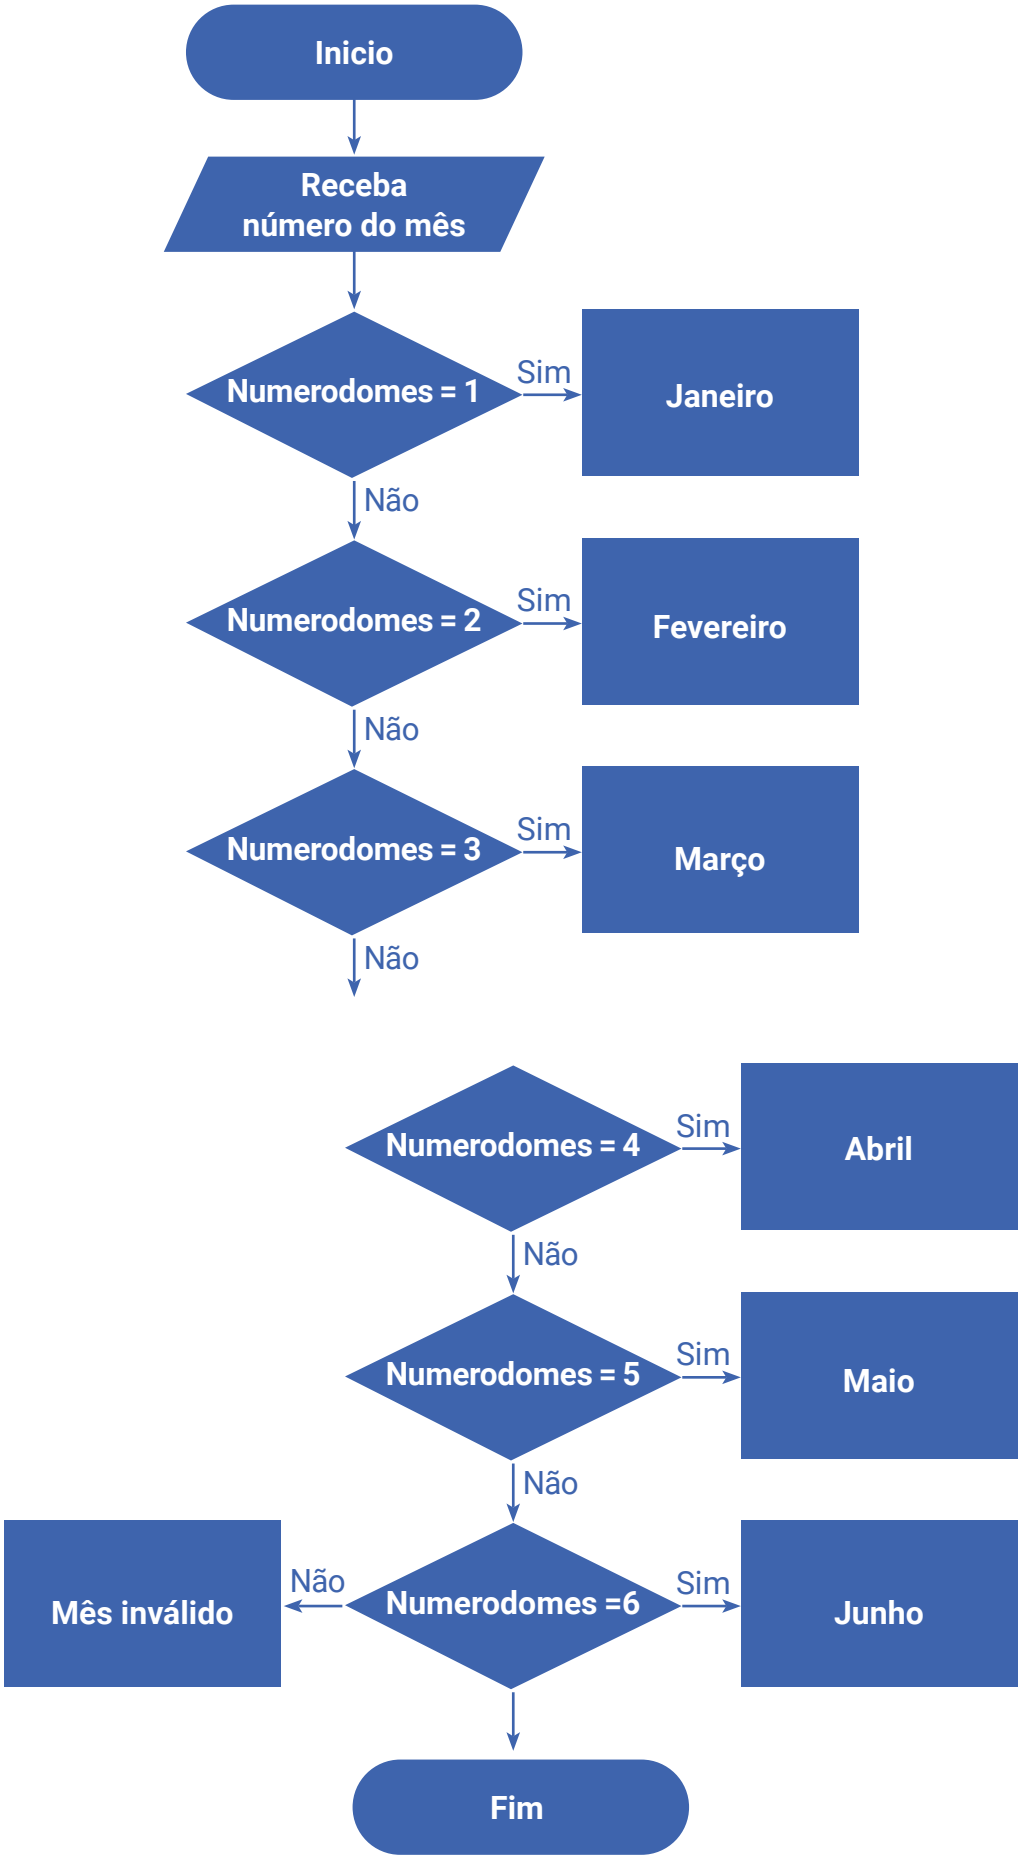 Inicio
Receba
número do mês
Numerodomes = 1
Sim
Janeiro
Não
Numerodomes = 2
Sim
Fevereiro
Não
Numerodomes = 3
Sim
Março
Não
Numerodomes = 4
Sim
Abril
Não
Numerodomes = 5
Sim
Maio
Não
Mês inválido
Não
Numerodomes =6
Sim
Junho
Fim